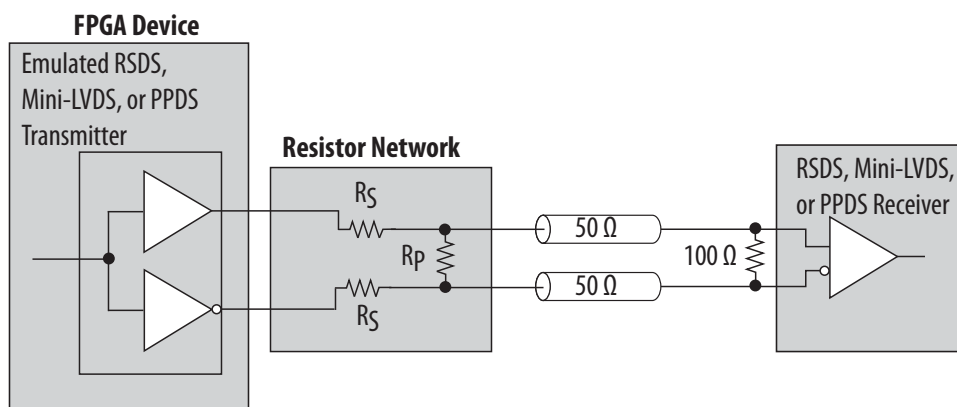 FPGA Device
Emulated RSDS,
Mini-LVDS, or PPDS
Transmitter
Resistor Network
RS
RP
RS
50 Ω
50 Ω
100 Ω
RSDS, Mini-LVDS,
or PPDS Receiver